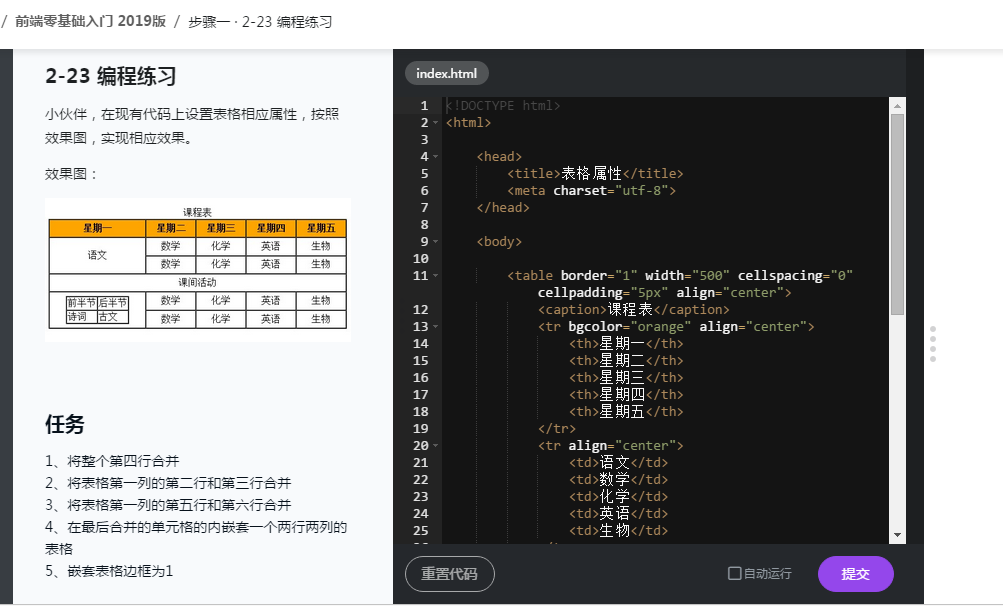 / 前端零基础入门 2019版 / 步骤一 · 2-23 编程练习
2-23 编程练习
小伙伴，在现有代码上设置表格相应属性，按照
效果图，实现相应效果。
效果图：
课程表
星期一 星期二 星期三 星期四 星期五
语文 数学 化学 英语 生物
数学 化学 英语 生物
课间活动
前半节 后半节 数学 化学 英语 生物
诗词 古文 数学 化学 英语 生物
任务
1、将整个第四行合并
2、将表格第一列的第二行和第三行合并
3、将表格第一列的第五行和第六行合并
4、在最后合并的单元格的内嵌套一个两行两列的
表格
5、嵌套表格边框为1
index.html
1 <!DOCTYPE html>
2 <html>
3
4 <head>
5 <title>表格属性</title>
6 <meta charset="utf-8">
7 </head>
8
9 <body>
10
11 <table border="1" width="500" cellspacing="0"
cellpadding="5px" align="center">
12 <caption>课程表</caption>
13 <tr bgcolor="orange" align="center">
14 <th>星期一</th>
15 <th>星期二</th>
16 <th>星期三</th>
17 <th>星期四</th>
18 <th>星期五</th>
19 </tr>
20 <tr align="center">
21 <td>语文</td>
22 <td>数学</td>
23 <td>化学</td>
24 <td>英语</td>
25 <td>生物</td>
重置代码 自动运行 提交